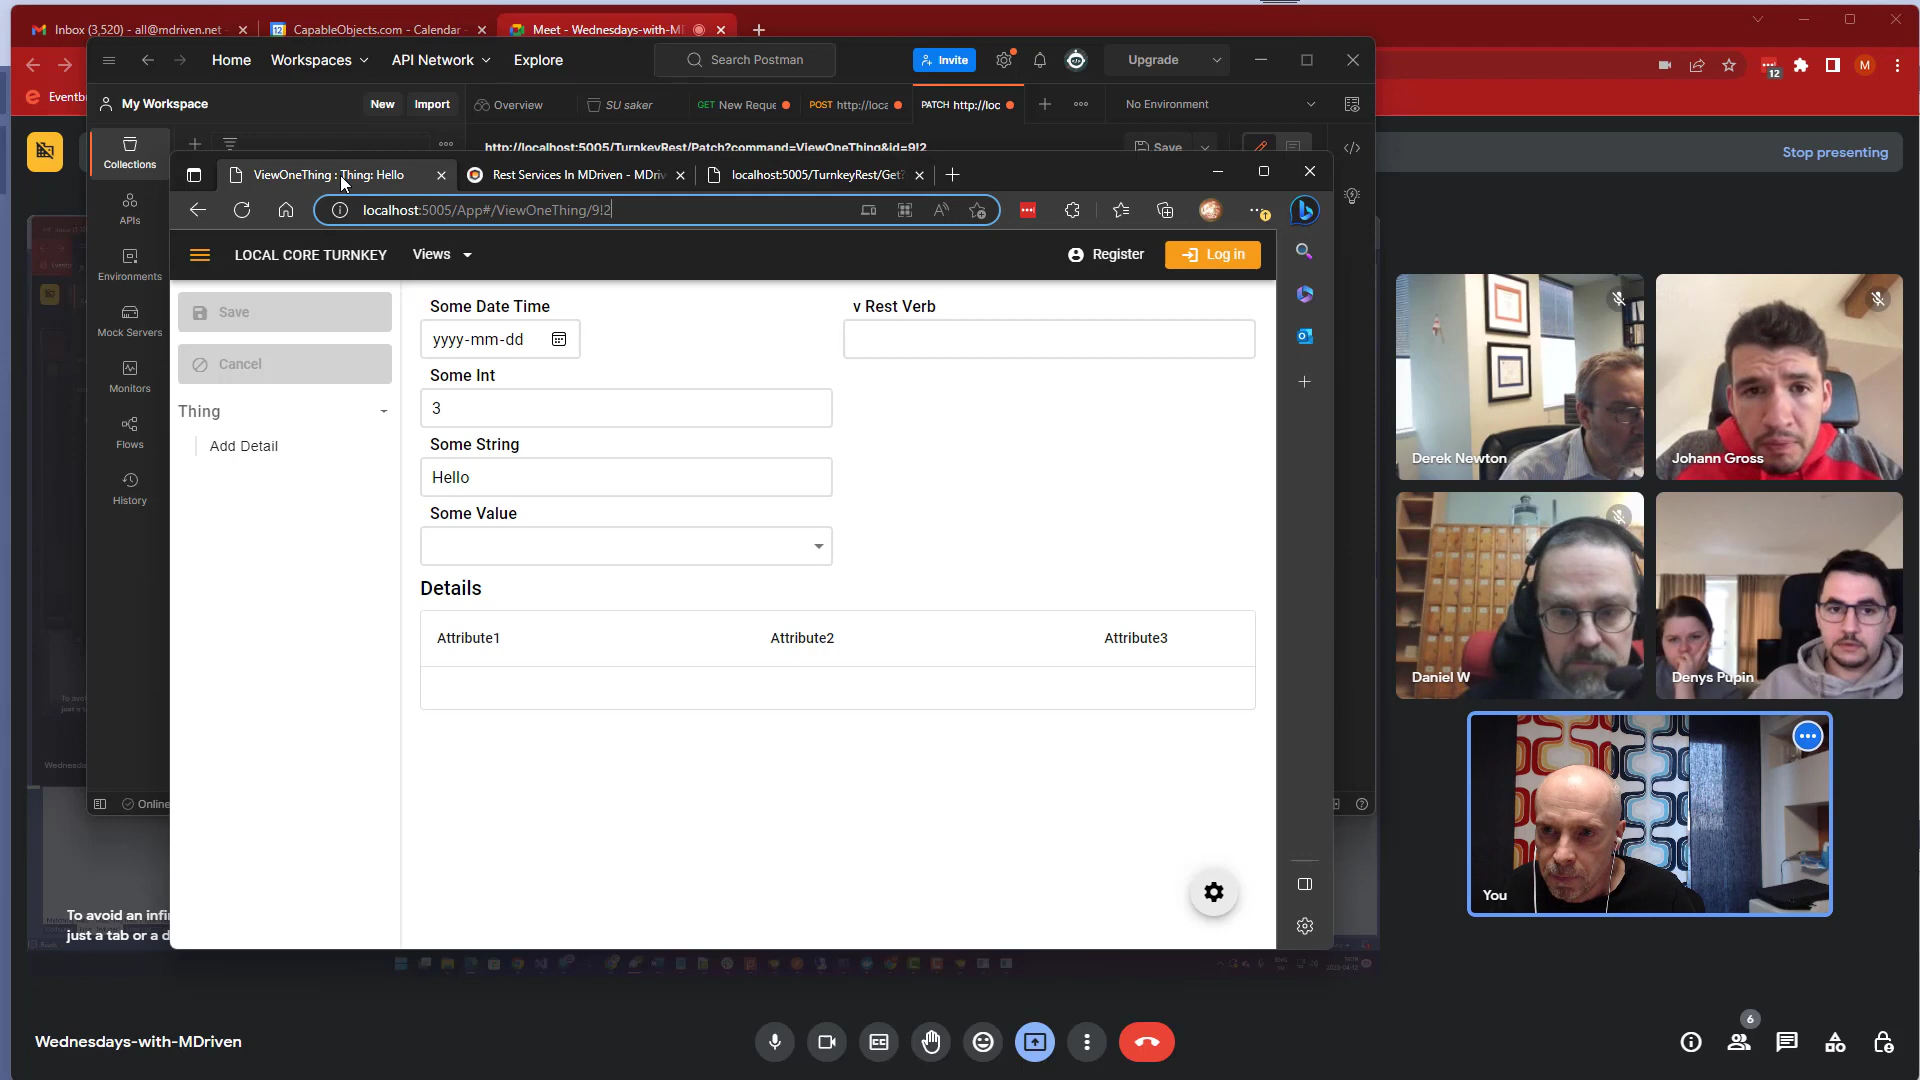 Inbox (3,520) - all@mdriven.net
CapableObjects.com - Calendar
Meet - Wednesdays-with-MD
Home
Workspaces
API Network
Explore
Search Postman
Invite
Upgrade
12
M
Eventb
My Workspace
New
Import
Overview
SU saker
GET New Reque
POST http://loca
PATCH http://loc
No Environment
http://localhost:5005/TurnkeyRest/Patch?command=ViewOneThing&id=9!2
Save
Stop presenting
Collections
APIs
Environments
Mock Servers
Monitors
Flows
History
Online
ViewOneThing : Thing: Hello
Rest Services In MDriven - MDriv
localhost:5005/TurnkeyRest/Get?
localhost:5005/App#/ViewOneThing/9!2
LOCAL CORE TURNKEY
Views
Register
Log in
Save
Cancel
Thing
Add Detail
Some Date Time
yyyy-mm-dd
v Rest Verb
Some Int
3
Some String
Hello
Some Value
Details
Attribute1
Attribute2
Attribute3
Derek Newton
Johann Gross
Daniel W
Denys Pupin
You
To avoid an infi
just a tab or a d
Wednesdays-with-MDriven
6